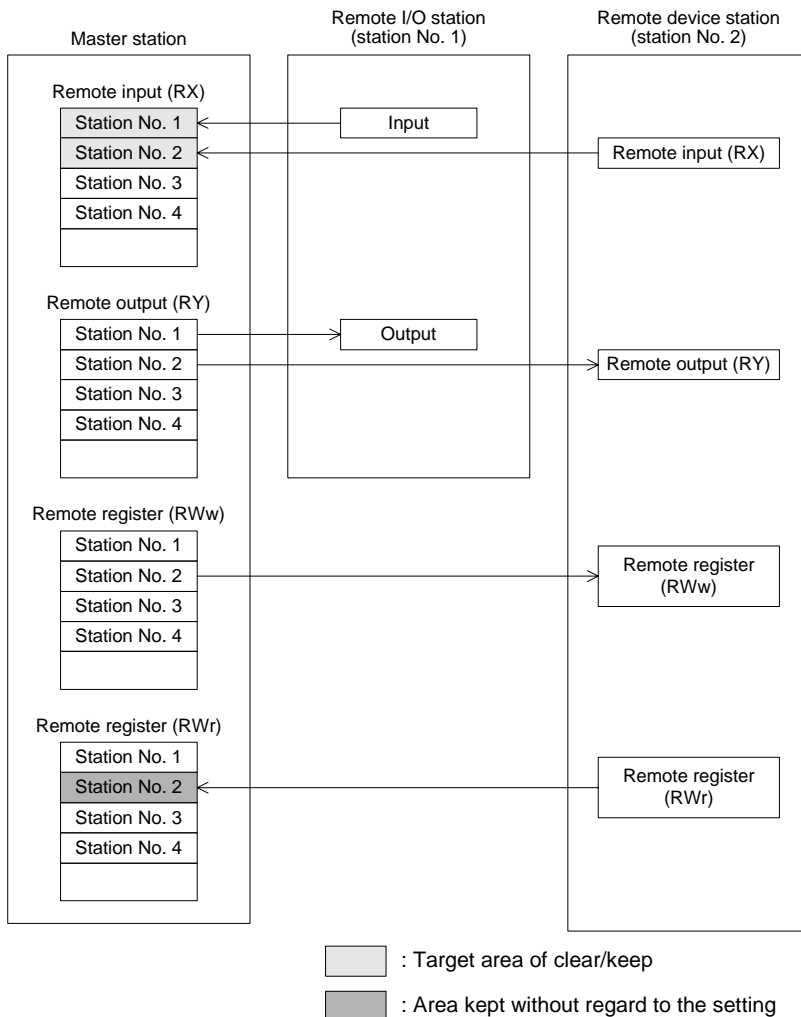 Master station
Remote I/O station
(station No. 1)
Remote device station
(station No. 2)
Remote input (RX)
Station No. 1
Station No. 2
Station No. 3
Station No. 4
Input
Remote input (RX)
Remote output (RY)
Station No. 1
Station No. 2
Station No. 3
Station No. 4
Output
Remote output (RY)
Remote register (RWw)
Station No. 1
Station No. 2
Station No. 3
Station No. 4
Remote register
(RWw)
Remote register (RWr)
Station No. 1
Station No. 2
Station No. 3
Station No. 4
Remote register
(RWr)
: Target area of clear/keep
: Area kept without regard to the setting